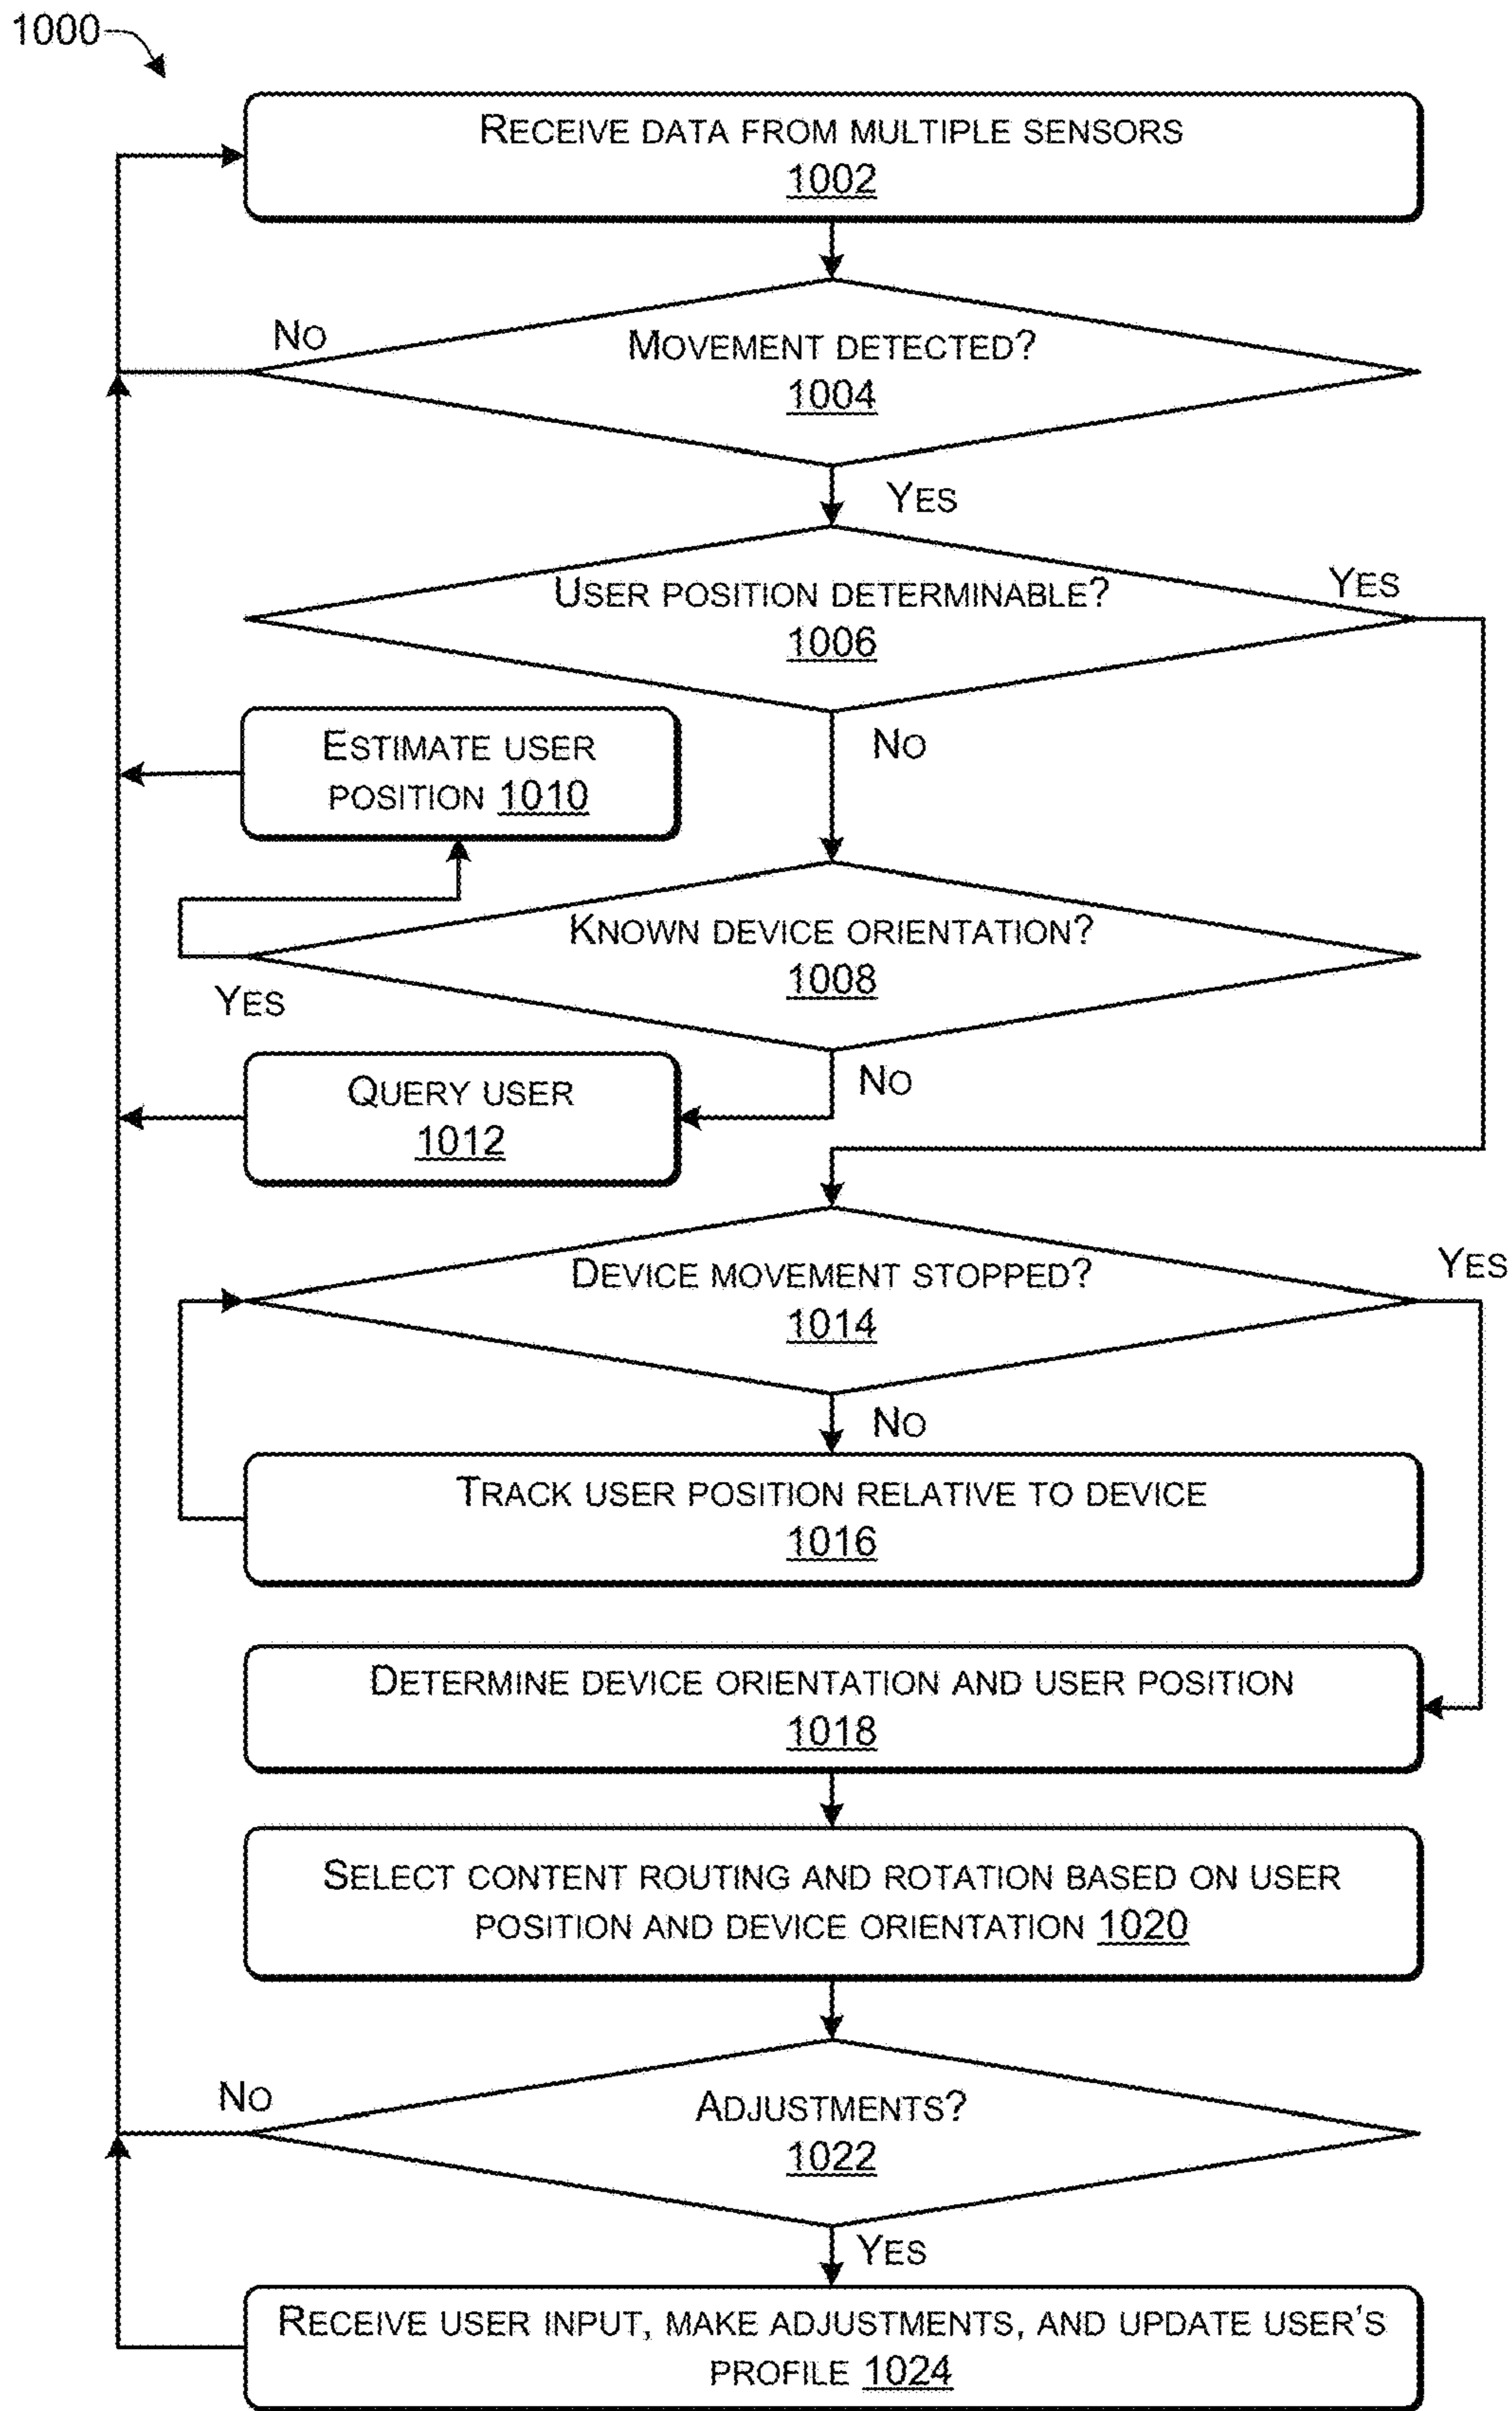 1000
RECEIVE DATA FROM MULTIPLE SENSORS
1002
NO
MOVEMENT DETECTED?
1004
YES
USER POSITION DETERMINABLE?
1006
YES
NO
ESTIMATE USER
POSITION 1010
KNOWN DEVICE ORIENTATION?
1008
YES
NO
QUERY USER
1012
DEVICE MOVEMENT STOPPED?
1014
YES
NO
TRACK USER POSITION RELATIVE TO DEVICE
1016
DETERMINE DEVICE ORIENTATION AND USER POSITION
1018
SELECT CONTENT ROUTING AND ROTATION BASED ON USER
POSITION AND DEVICE ORIENTATION 1020
NO
ADJUSTMENTS?
1022
YES
RECEIVE USER INPUT, MAKE ADJUSTMENTS, AND UPDATE USER'S
PROFILE 1024